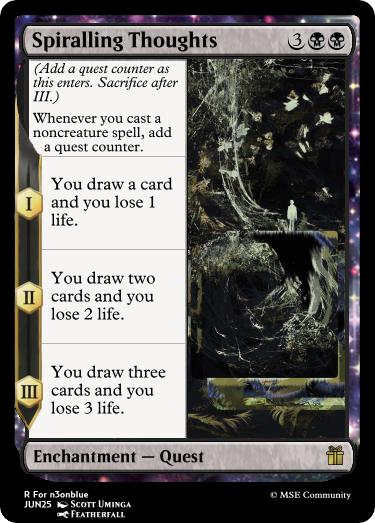 Spiralling Thoughts 3
(Add a quest counter as
this enters. Sacrifice after
III.)
Whenever you cast a
noncreature spell, add
a quest counter.
I
You draw a card
and you lose 1
life.
II
You draw two
cards and you
lose 2 life.
III
You draw three
cards and you
lose 3 life.
Enchantment — Quest
R For n3onblue
JUN25 Scott Uminga
Featherfall
© MSE Community